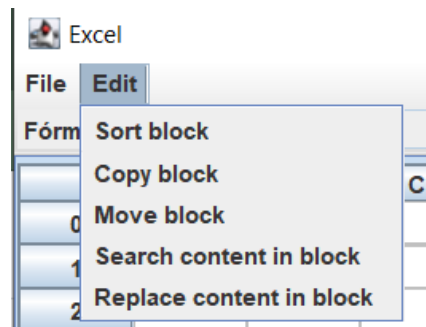 Excel
File Edit
Fórm
Sort block
Copy block
C
Move block
0
Search content in block
1
Replace content in block
2